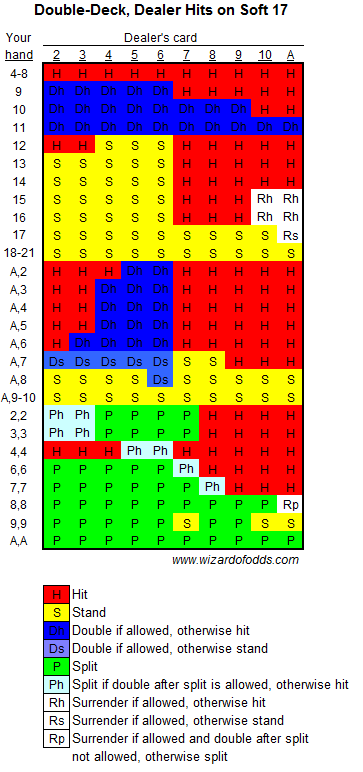 Double-Deck, Dealer Hits on Soft 17
Your Dealer's card
hand 2 3 4 5 6 7 8 9 10 A
4-8 H H H H H H H H H H
9 Dh Dh Dh Dh Dh H H H H H
10 Dh Dh Dh Dh Dh Dh Dh Dh H H
11 Dh Dh Dh Dh Dh Dh Dh Dh Dh Dh
12 H H S S S H H H H H
13 S S S S S H H H H H
14 S S S S S H H H H H
15 S S S S S H H H Rh Rh
16 S S S S S H H H Rh Rh
17 S S S S S S S S S Rs
18-21 S S S S S S S S S S
A,2 H H H Dh Dh H H H H H
A,3 H H Dh Dh Dh H H H H H
A,4 H H Dh Dh Dh H H H H H
A,5 H H Dh Dh Dh H H H H H
A,6 H Dh Dh Dh Dh H H H H H
A,7 Ds Ds Ds Ds Ds S S H H H
A,8 S S S S Ds S S S S S
A,9-10 S S S S S S S S S S
2,2 Ph Ph P P P P H H H H
3,3 Ph Ph P P P P H H H H
4,4 H H H Ph Ph H H H H H
6,6 P P P P P Ph H H H H
7,7 P P P P P P Ph H H H
8,8 P P P P P P P P P Rp
9,9 P P P P P S P P S S
A,A P P P P P P P P P P
www.wizardofodds.com
H Hit
S Stand
Dh Double if allowed, otherwise hit
Ds Double if allowed, otherwise stand
P Split
Ph Split if double after split is allowed, otherwise hit
Rh Surrender if allowed, otherwise hit
Rs Surrender if allowed, otherwise stand
Rp Surrender if allowed and double after split
not allowed, otherwise split